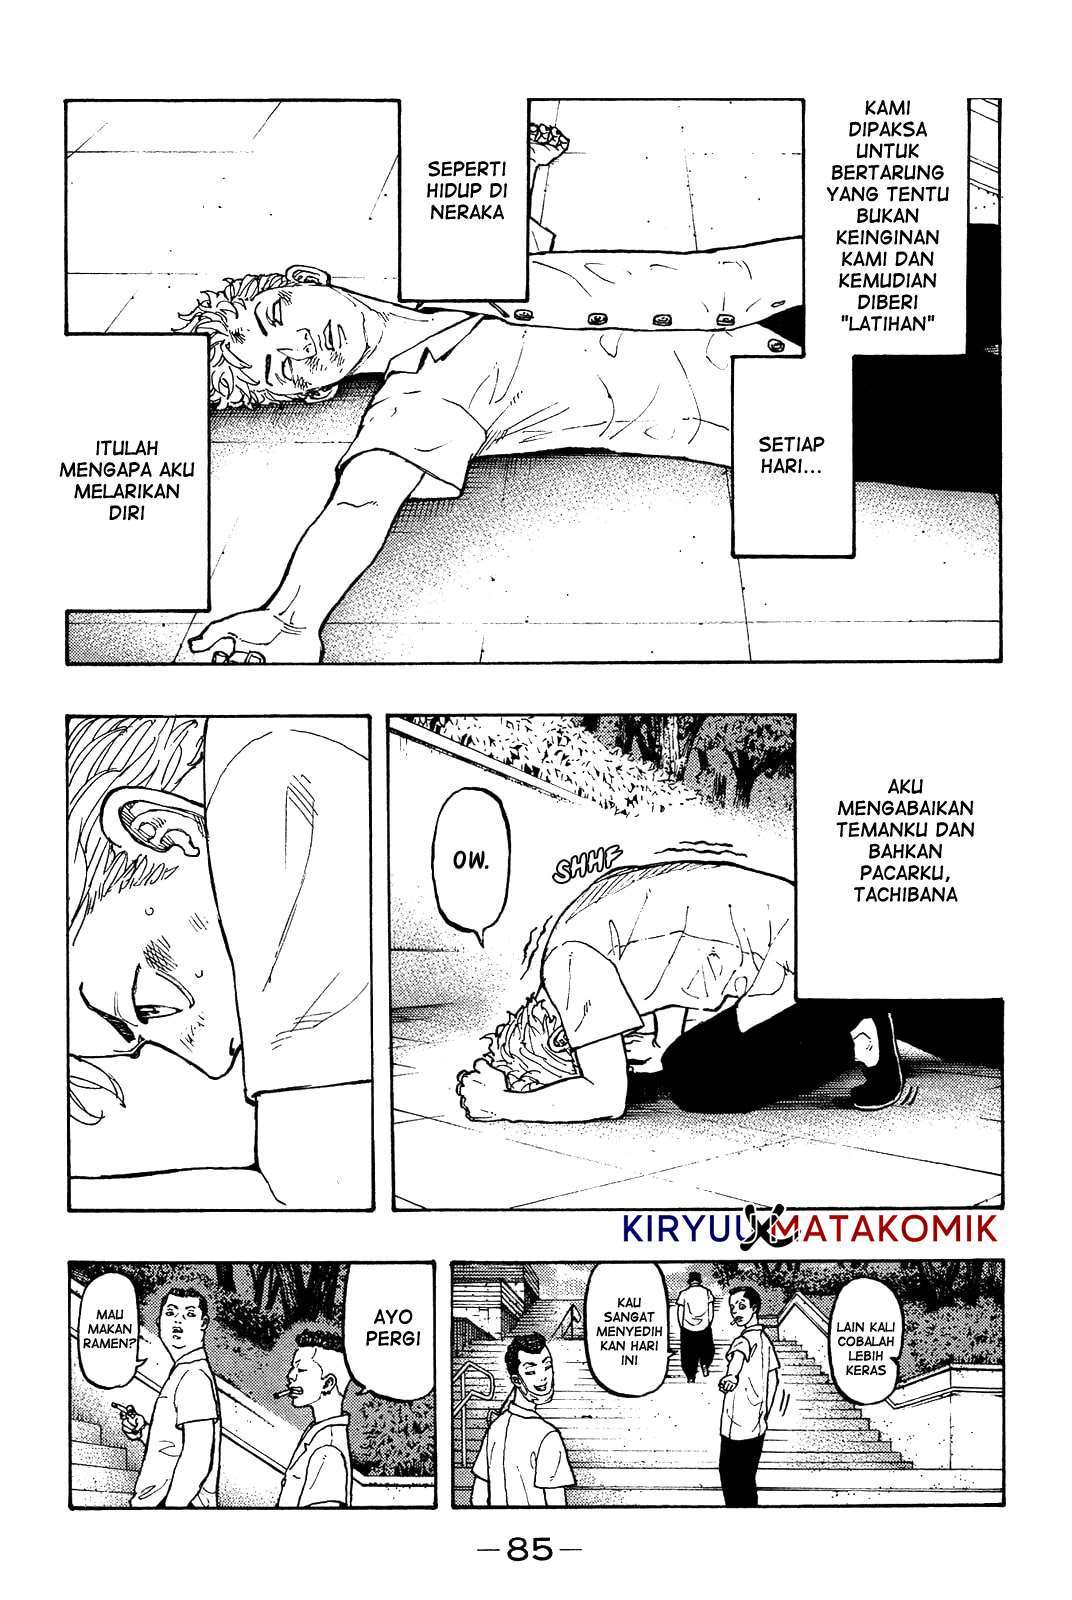 KAMI
DIPAKSA
UNTUK
BERTARUNG
YANG TENTU
BUKAN
KEINGINAN
KAMI DAN
KEMUDIAN
DIBERI
"LATIHAN"
SETIAP
HARI...
SEPERTI
HIDUP DI
NERAKA
ITULAH
MENGAPA AKU
MELARIKAN
DIRI
AKU
MENGABAIKAN
TEMANKU DAN
BAHKAN
PACARKU,
TACHIBANA
SHHF
OW.
KIRYUU MATAKOMIK
LAIN KALI
COBALAH
LEBIH
KERAS
KAU
SANGAT
MENYEDIH
KAN HARI
INI
AYO
PERGI
MAU
MAKAN
RAMEN?
—85—